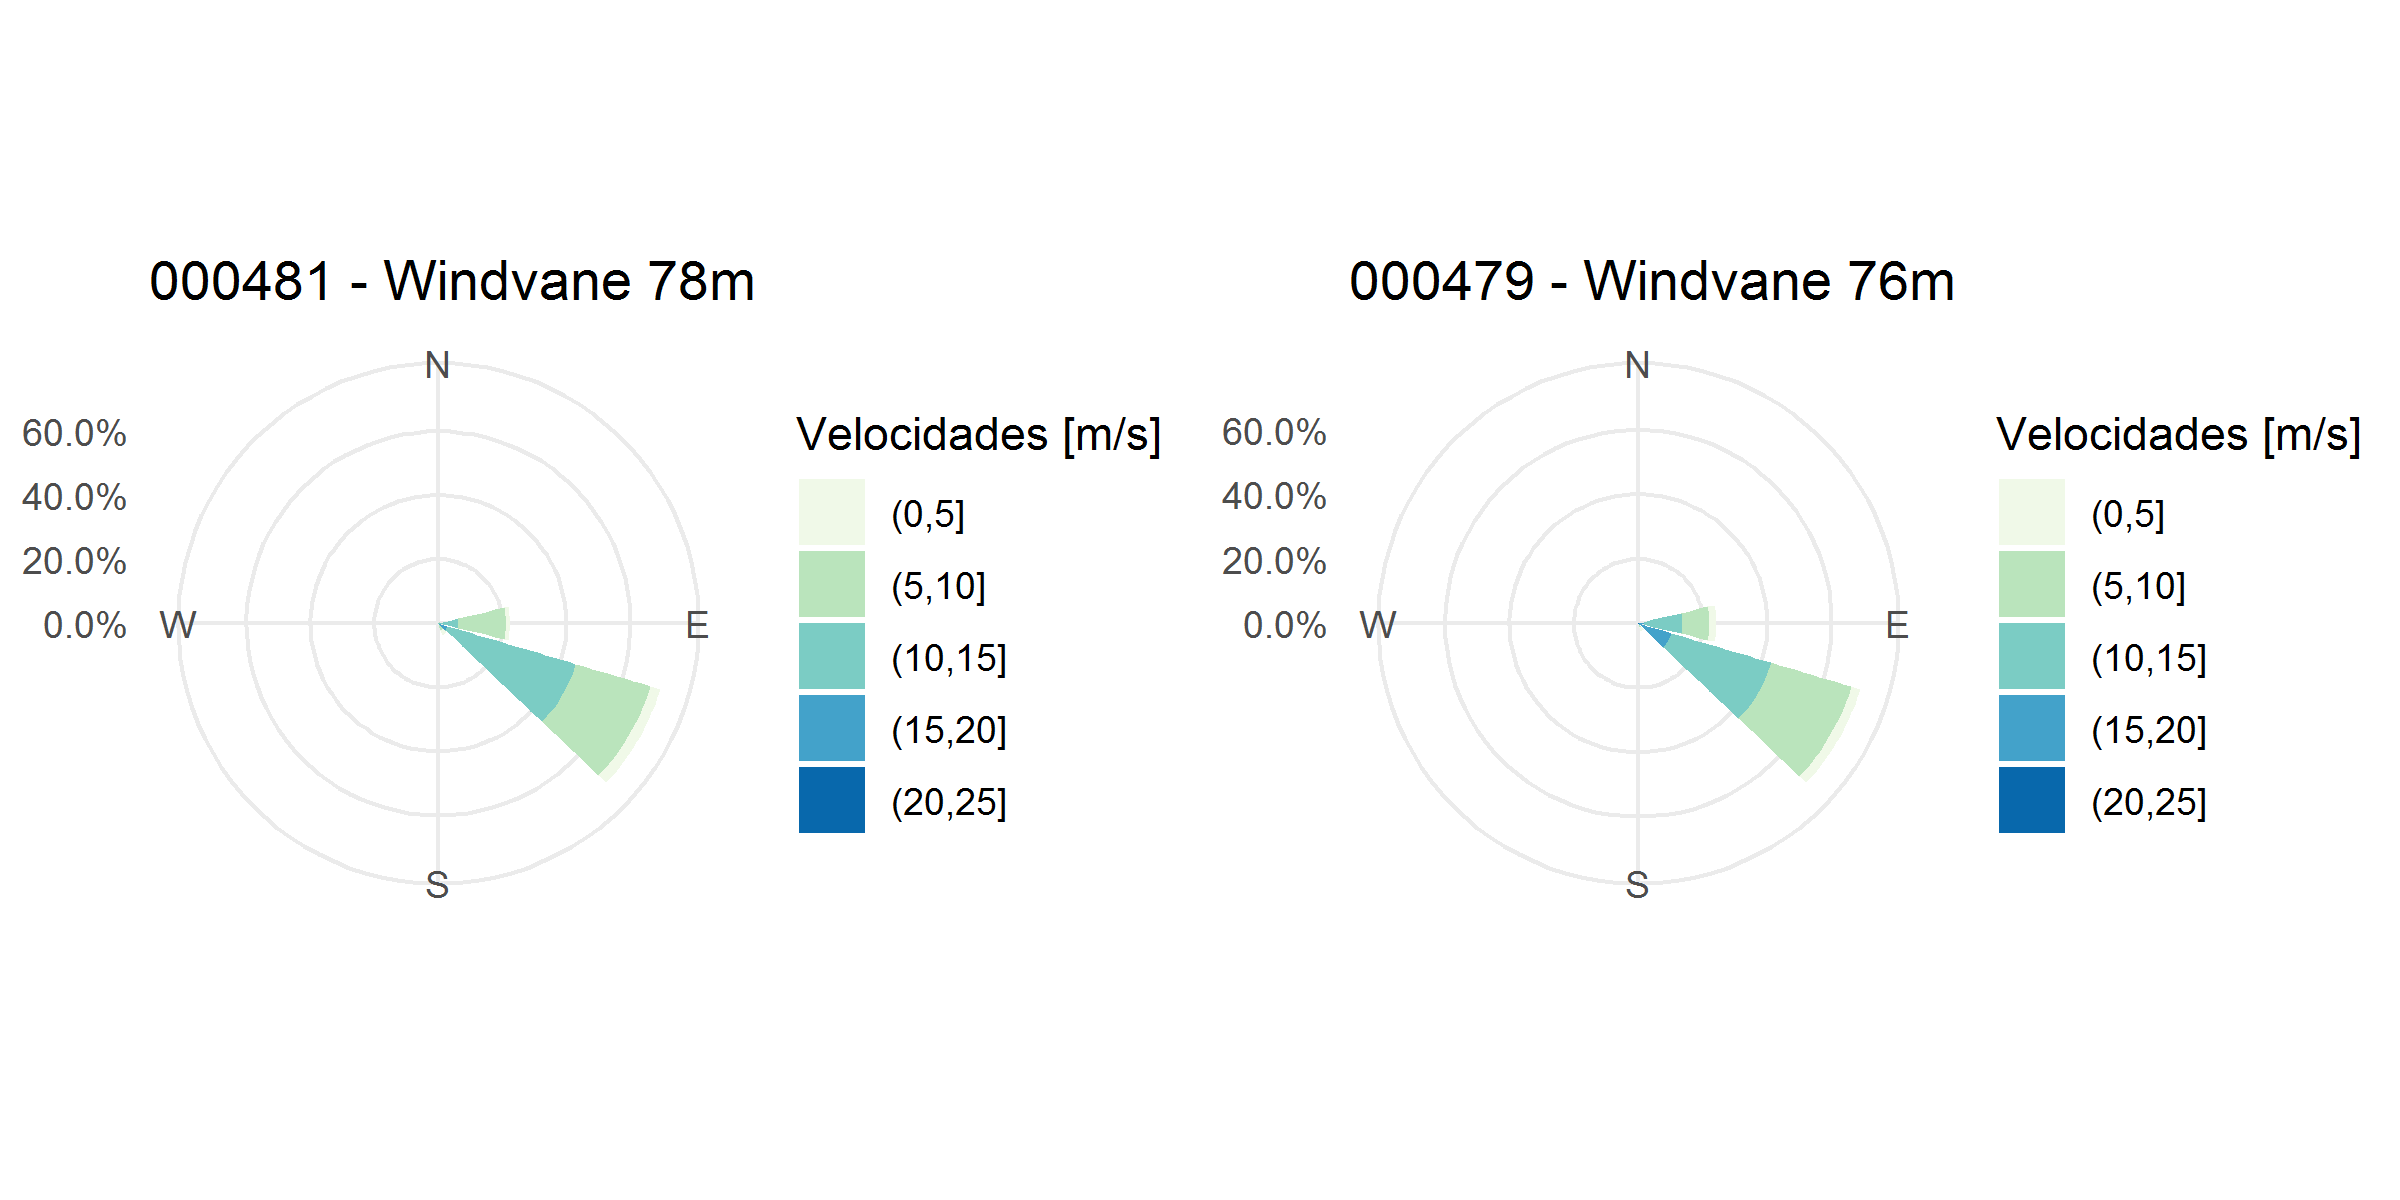 000481 - Windvane 78m
N
60.0%
40.0%
20.0%
0.0%
W
E
S
Velocidades [m/s]
(0,5]
(5,10]
(10,15]
(15,20]
(20,25]
000479 - Windvane 76m
N
60.0%
40.0%
20.0%
0.0%
W
E
S
Velocidades [m/s]
(0,5]
(5,10]
(10,15]
(15,20]
(20,25]